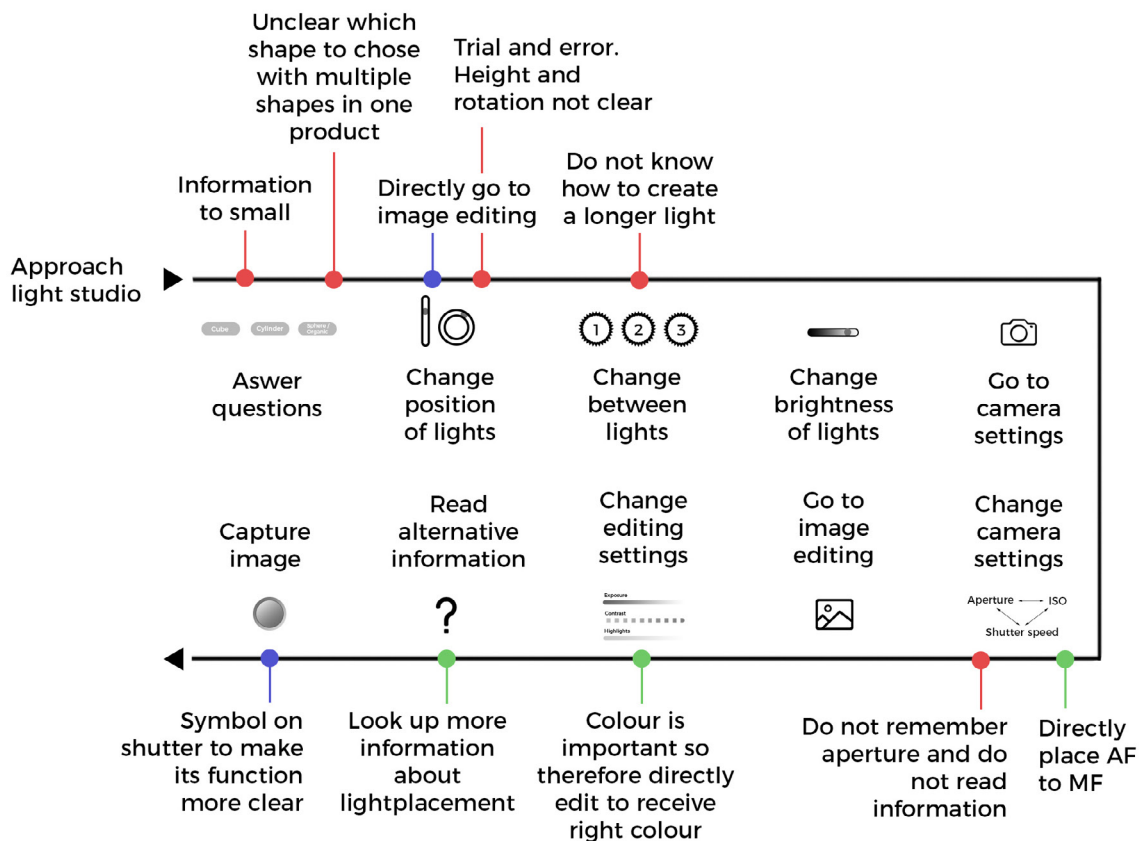 Unclear which
shape to chose
with multiple
shapes in one
product
Trial and error.
Height and
rotation not clear
Information
to small
Directly go to
image editing
Do not know
how to create
a longer light
Approach
light studio
Cube
Cylinder
Sphere /
Organic
1
2
3
Aswer
questions
Change
position
of lights
Change
between
lights
Change
brightness
of lights
Go to
camera
settings
Capture
image
Read
alternative
information
Change
editing
settings
Go to
image
editing
Change
camera
settings
?
Exposure
Contrast
Highlights
Aperture
ISO
Shutter speed
Symbol on
shutter to make
its function
more clear
Look up more
information
about
lightplacement
Colour is
important so
therefore directly
edit to receive
right colour
Do not remember
aperture and do
not read
information
Directly
place AF
to MF